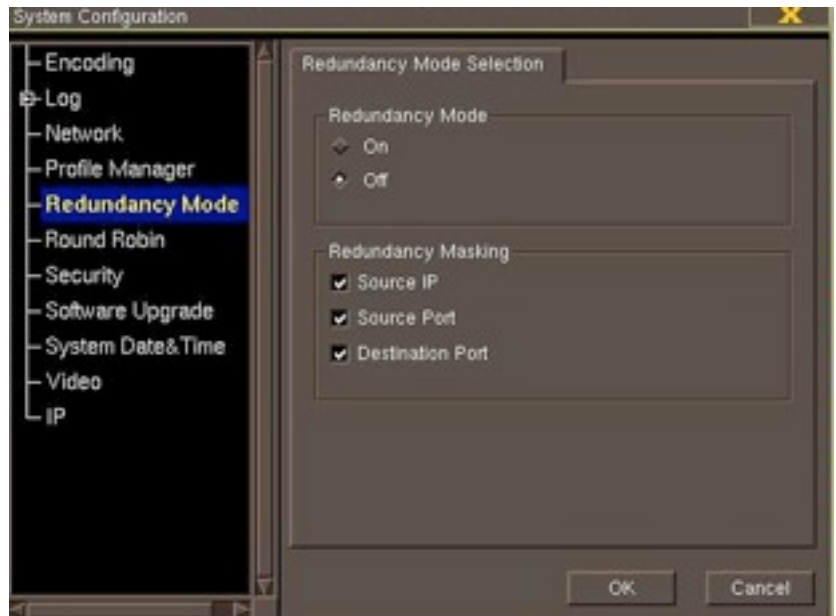 System Configuration
Encoding
Log
Network
Profile Manager
Redundancy Mode
Round Robin
Security
Software Upgrade
System Date&Time
Video
IP
Redundancy Mode Selection
Redundancy Mode
On
Off
Redundancy Masking
Source IP
Source Port
Destination Port
OK
Cancel